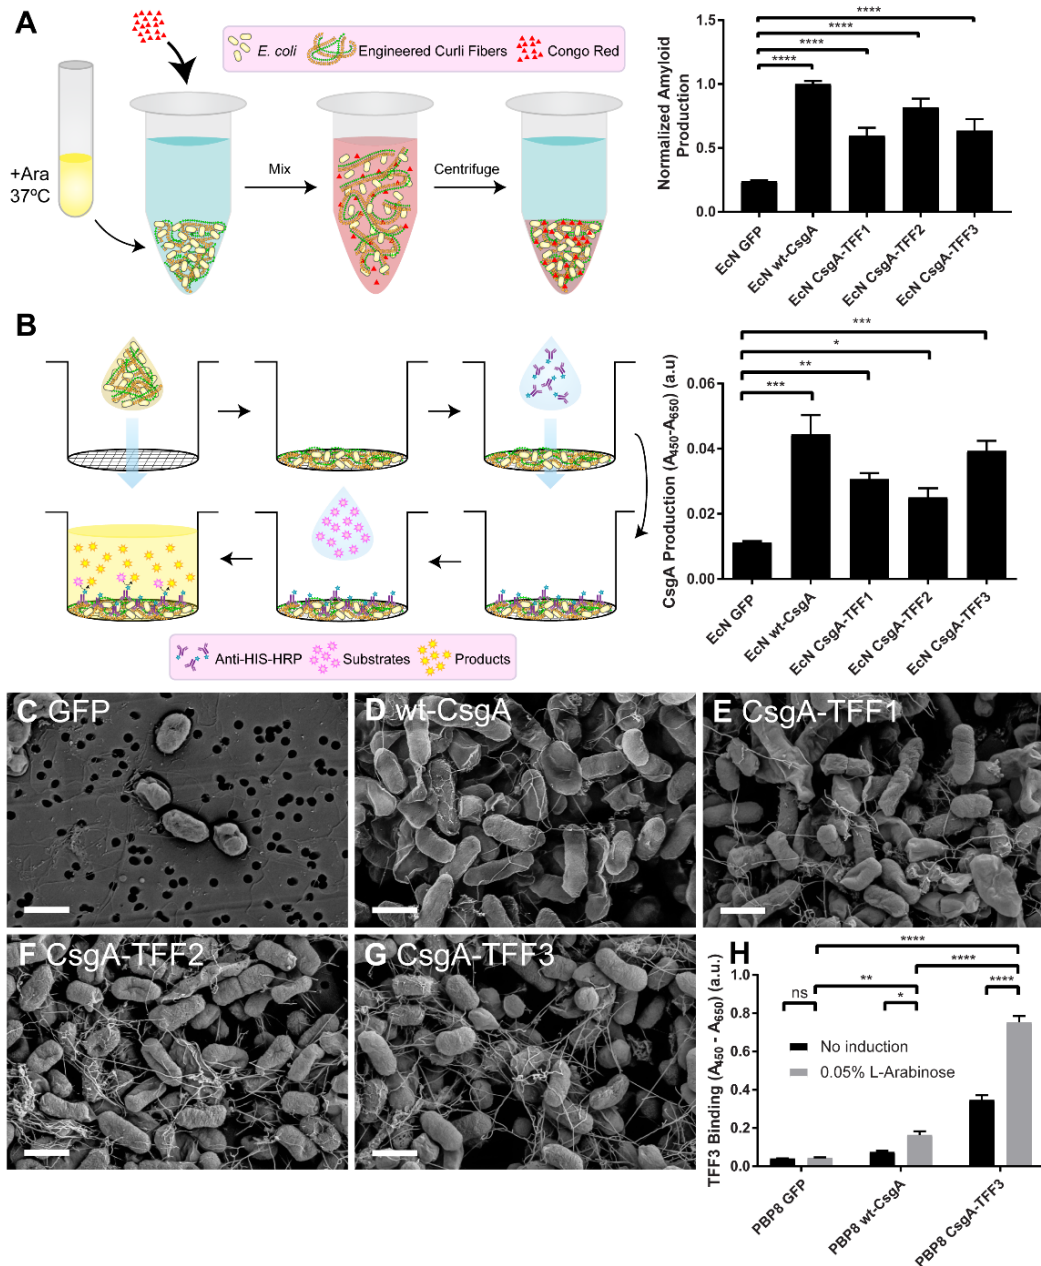 A
E. coli
Engineered Curli Fibers
Congo Red
+Ara
37ºC
Mix
Centrifuge
Normalized Amyloid
Production
1.5
1.0
0.5
0.0
****
****
****
****
EcN GFP
EcN wt-CsgA
EcN CsgA-TFF1
EcN CsgA-TFF2
EcN CsgA-TFF3
B
Anti-HIS-HRP
Substrates
Products
CsgA Production (A450-A650) (a.u)
0.06
0.04
0.02
0.00
***
*
**
***
EcN GFP
EcN wt-CsgA
EcN CsgA-TFF1
EcN CsgA-TFF2
EcN CsgA-TFF3
C GFP
D wt-CsgA
E CsgA-TFF1
F CsgA-TFF2
G CsgA-TFF3
H
TFF3 Binding (A450 - A650) (a.u.)
1.0
0.8
0.6
0.4
0.2
0.0
****
****
**
****
ns
*
No induction
0.05% L-Arabinose
PBP8 GFP
PBP8 wt-CsgA
PBP8 CsgA-TFF3